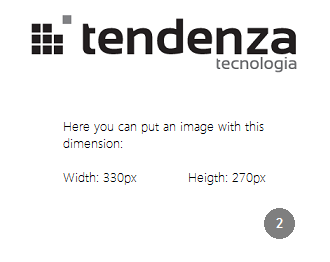 tendenza
tecnologia
Here you can put an image with this
dimension:
Width: 330px Heigth: 270px
2